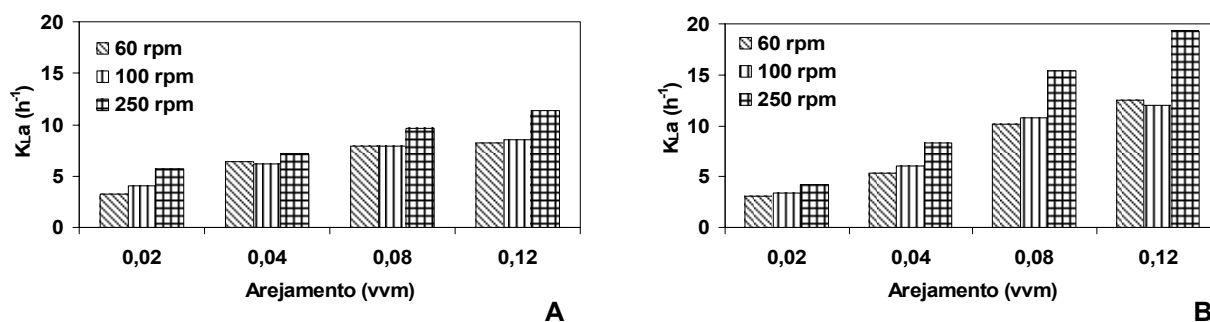 20
15
10
5
0
K_La (h⁻¹)
60 rpm
100 rpm
250 rpm
0,02 0,04 0,08 0,12
Arejamento (vvm)
A
20
15
10
5
0
K_La (h⁻¹)
60 rpm
100 rpm
250 rpm
0,02 0,04 0,08 0,12
Arejamento (vvm)
B